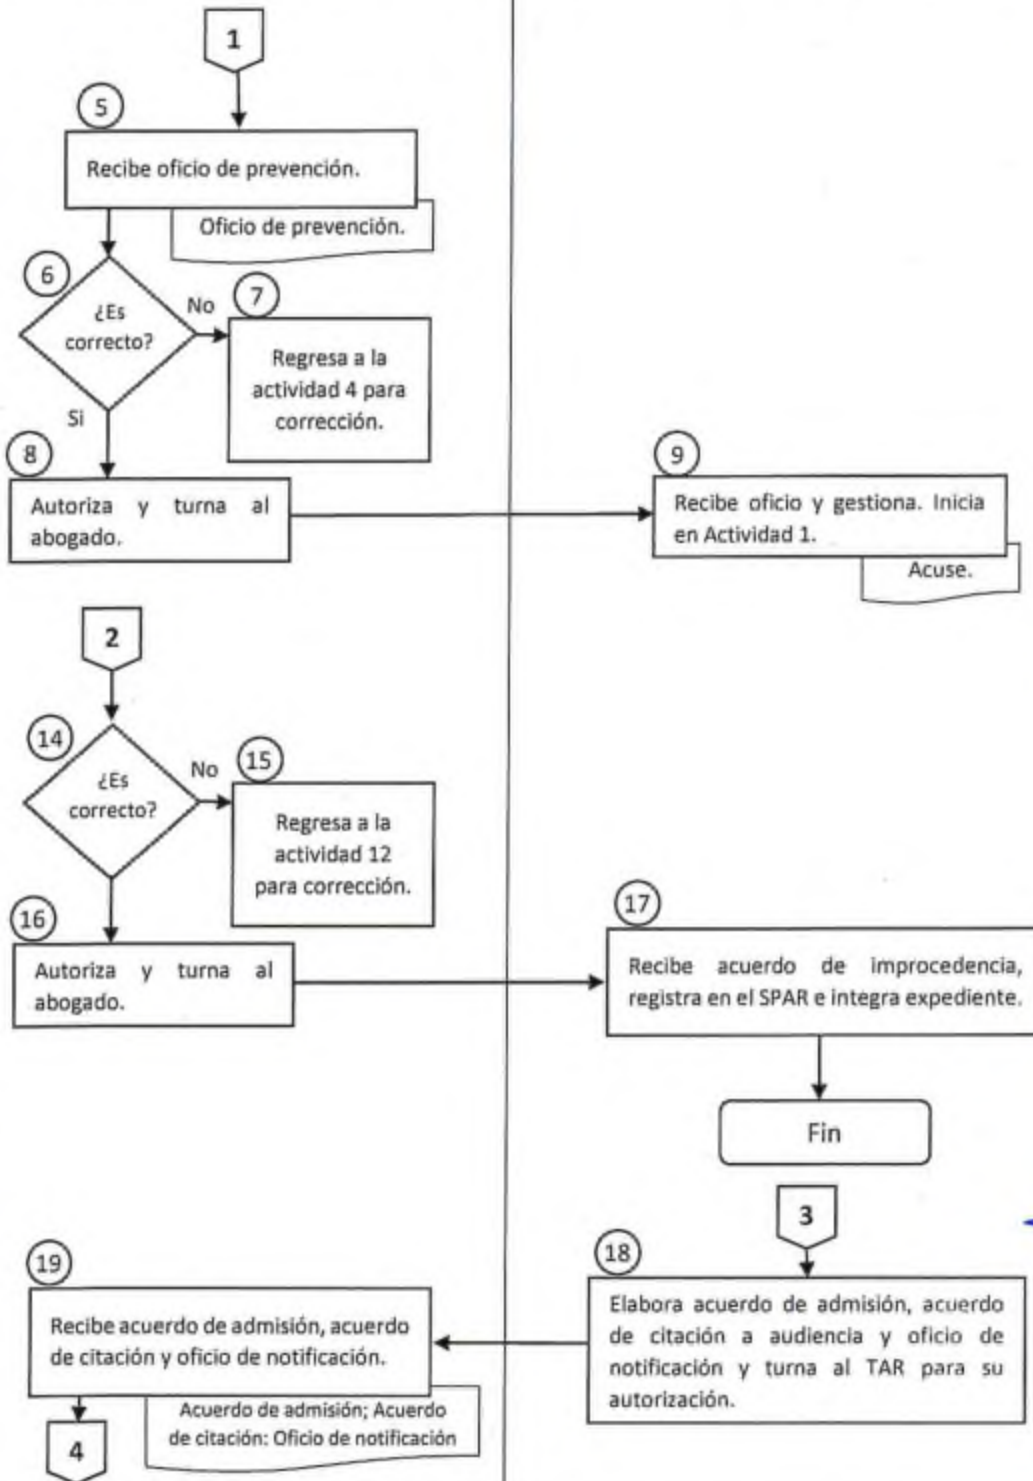 1
5
Recibe oficio de prevención.
Oficio de prevención.
6
¿Es
correcto?
No
7
Regresa a la
actividad 4 para
corrección.
Si
8
Autoriza y turna al
abogado.
9
Recibe oficio y gestiona. Inicia
en Actividad 1.
Acuse.
2
14
¿Es
correcto?
No
15
Regresa a la
actividad 12
para corrección.
16
Autoriza y turna al
abogado.
17
Recibe acuerdo de improcedencia,
registra en el SPAR e integra expediente.
Fin
3
18
Elabora acuerdo de admisión, acuerdo
de citación a audiencia y oficio de
notificación y turna al TAR para su
autorización.
19
Recibe acuerdo de admisión, acuerdo
de citación y oficio de notificación.
Acuerdo de admisión; Acuerdo
de citación: Oficio de notificación
4